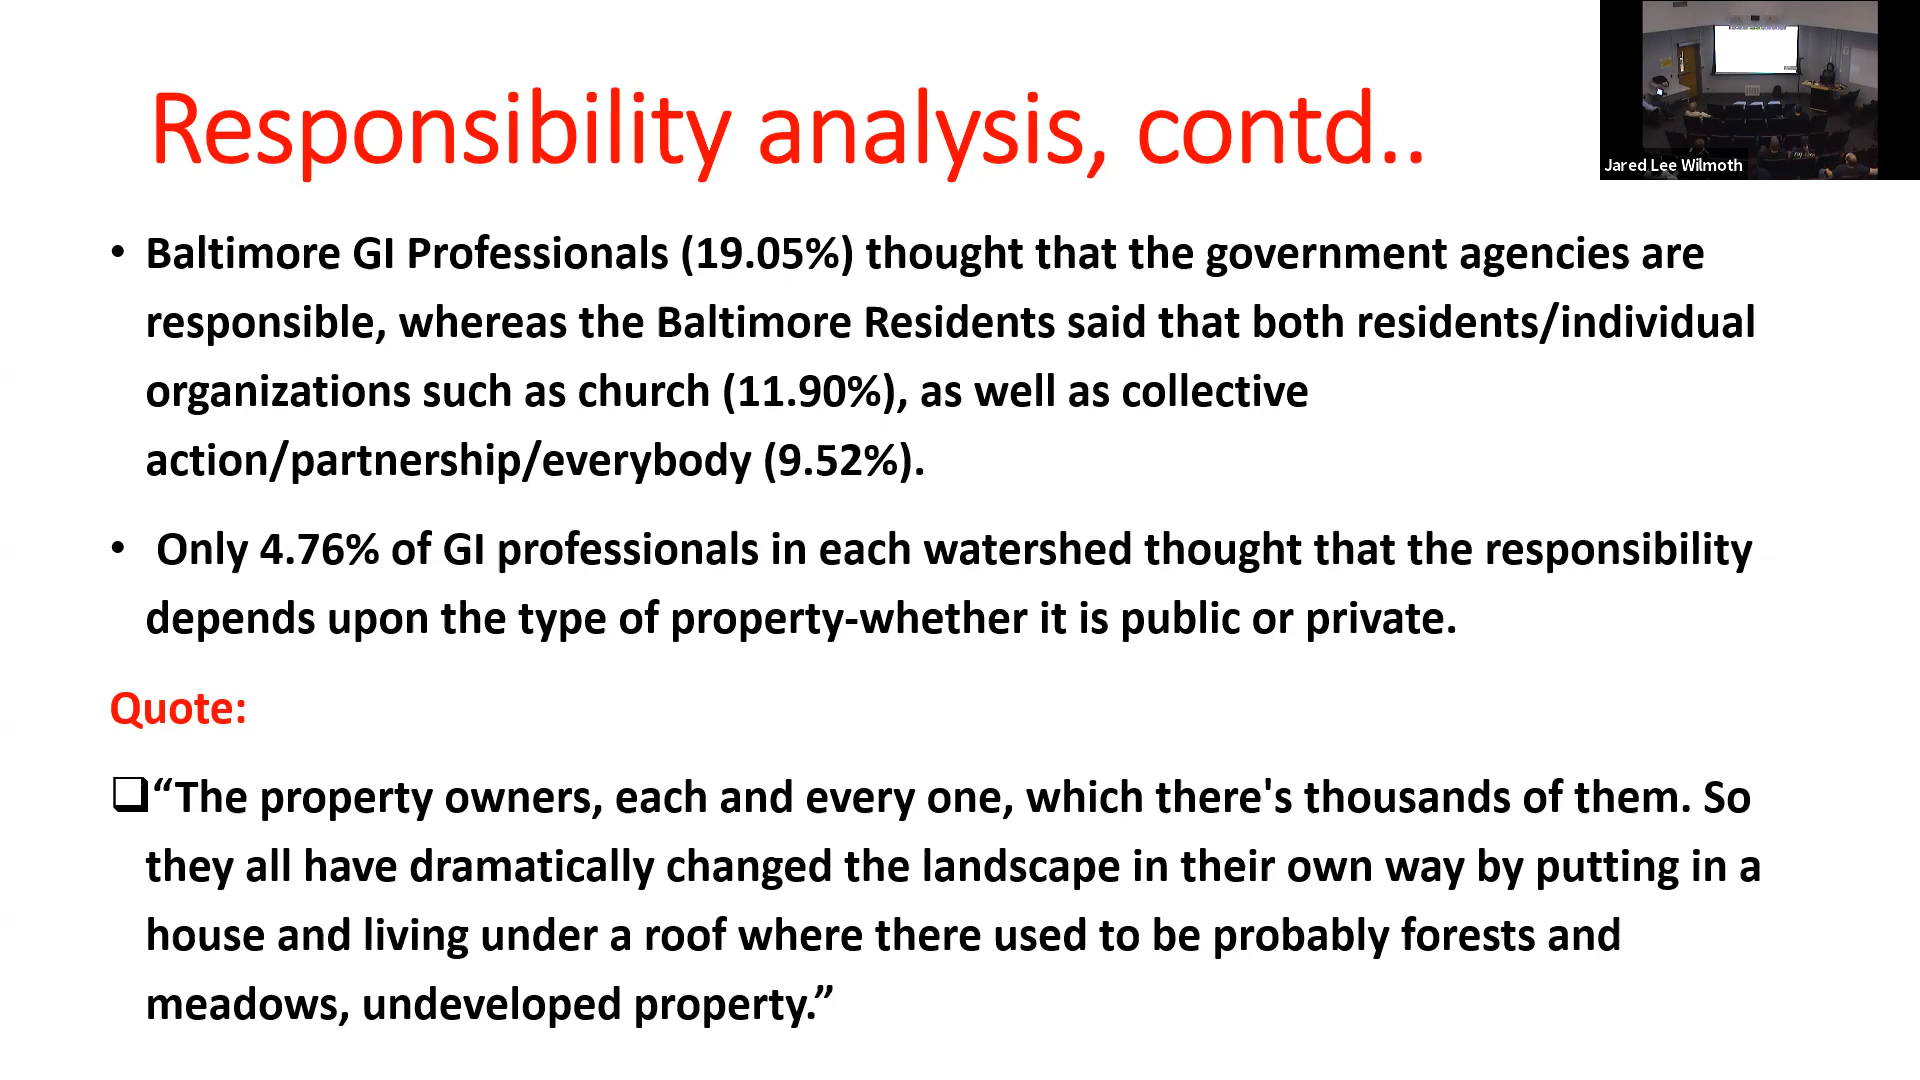 Responsibility analysis, contd..
Jared Lee Wilmoth
• Baltimore GI Professionals (19.05%) thought that the government agencies are
responsible, whereas the Baltimore Residents said that both residents/individual
organizations such as church (11.90%), as well as collective
action/partnership/everybody (9.52%).
• Only 4.76% of GI professionals in each watershed thought that the responsibility
depends upon the type of property-whether it is public or private.
Quote:
❑“The property owners, each and every one, which there's thousands of them. So
they all have dramatically changed the landscape in their own way by putting in a
house and living under a roof where there used to be probably forests and
meadows, undeveloped property.”